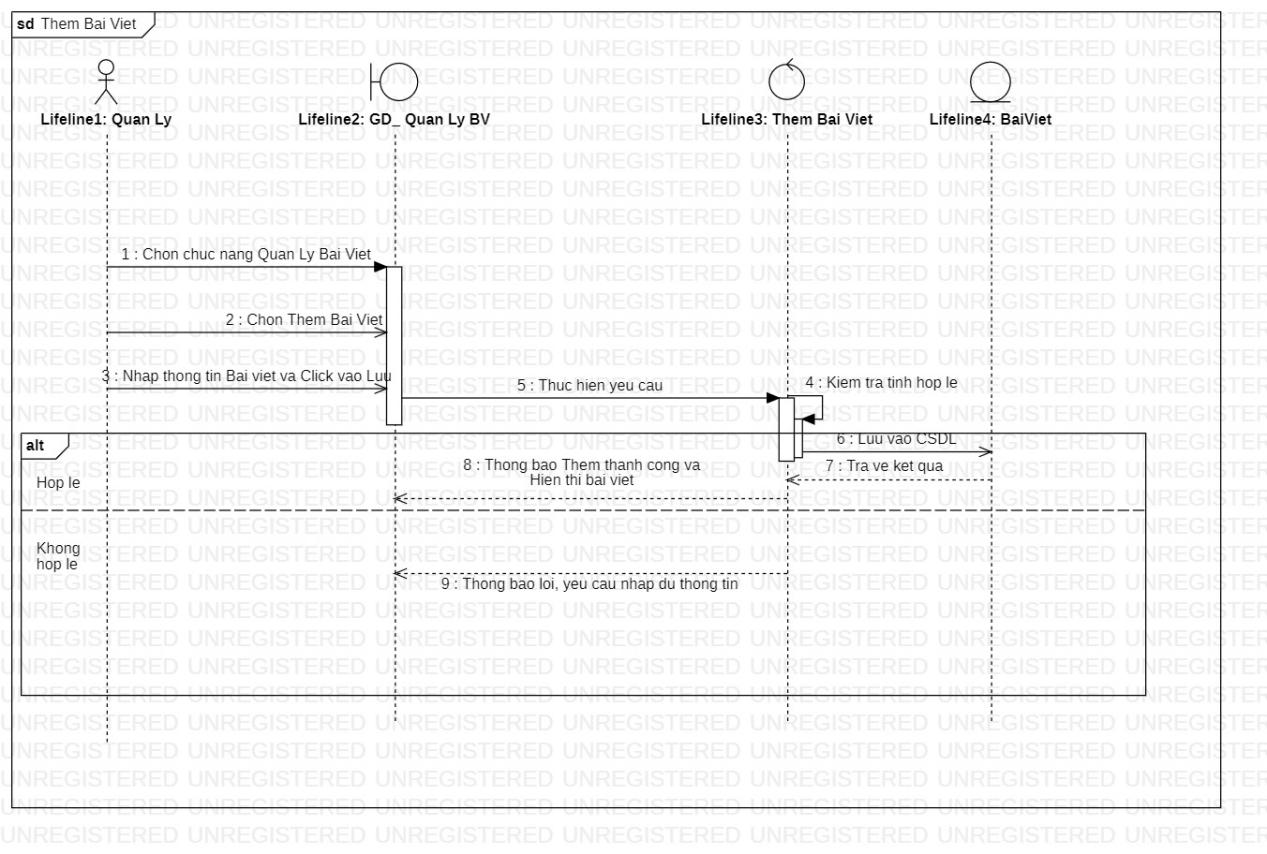 sd Them Bai Viet
Lifeline1: Quan Ly
Lifeline2: GD_ Quan Ly BV
Lifeline3: Them Bai Viet
Lifeline4: BaiViet
1 : Chon chuc nang Quan Ly Bai Viet
2 : Chon Them Bai Viet
3 : Nhap thong tin Bai viet va Click vao Luu
5 : Thuc hien yeu cau
4 : Kiem tra tinh hop le
alt
6 : Luu vao CSDL
7 : Tra ve ket qua
8 : Thong bao Them thanh cong va
Hien thi bai viet
Hop le
Khong
hop le
9 : Thong bao loi, yeu cau nhap du thong tin
UNREGISTERED